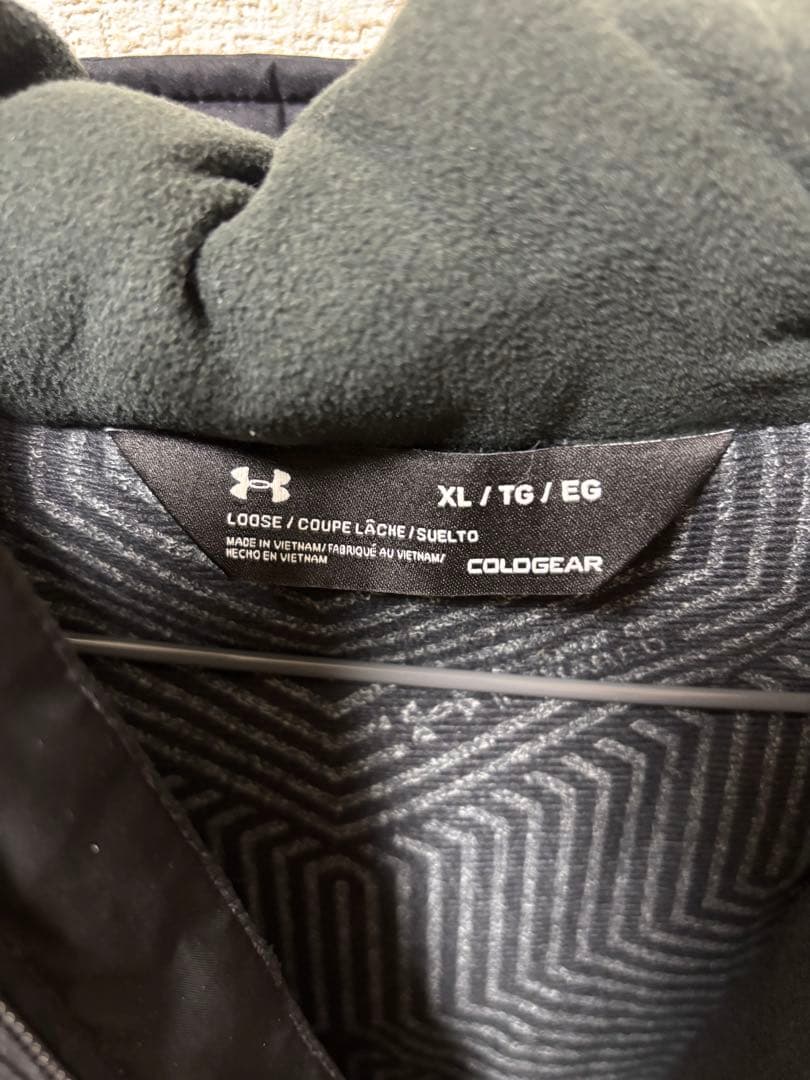 XL / TG / EG
LOOSE / COUPE LÂCHE / SUELTO
MADE IN VIETNAM / FABRIQUÉ AU VIETNAM /
HECHO EN VIETNAM
COLDGEAR